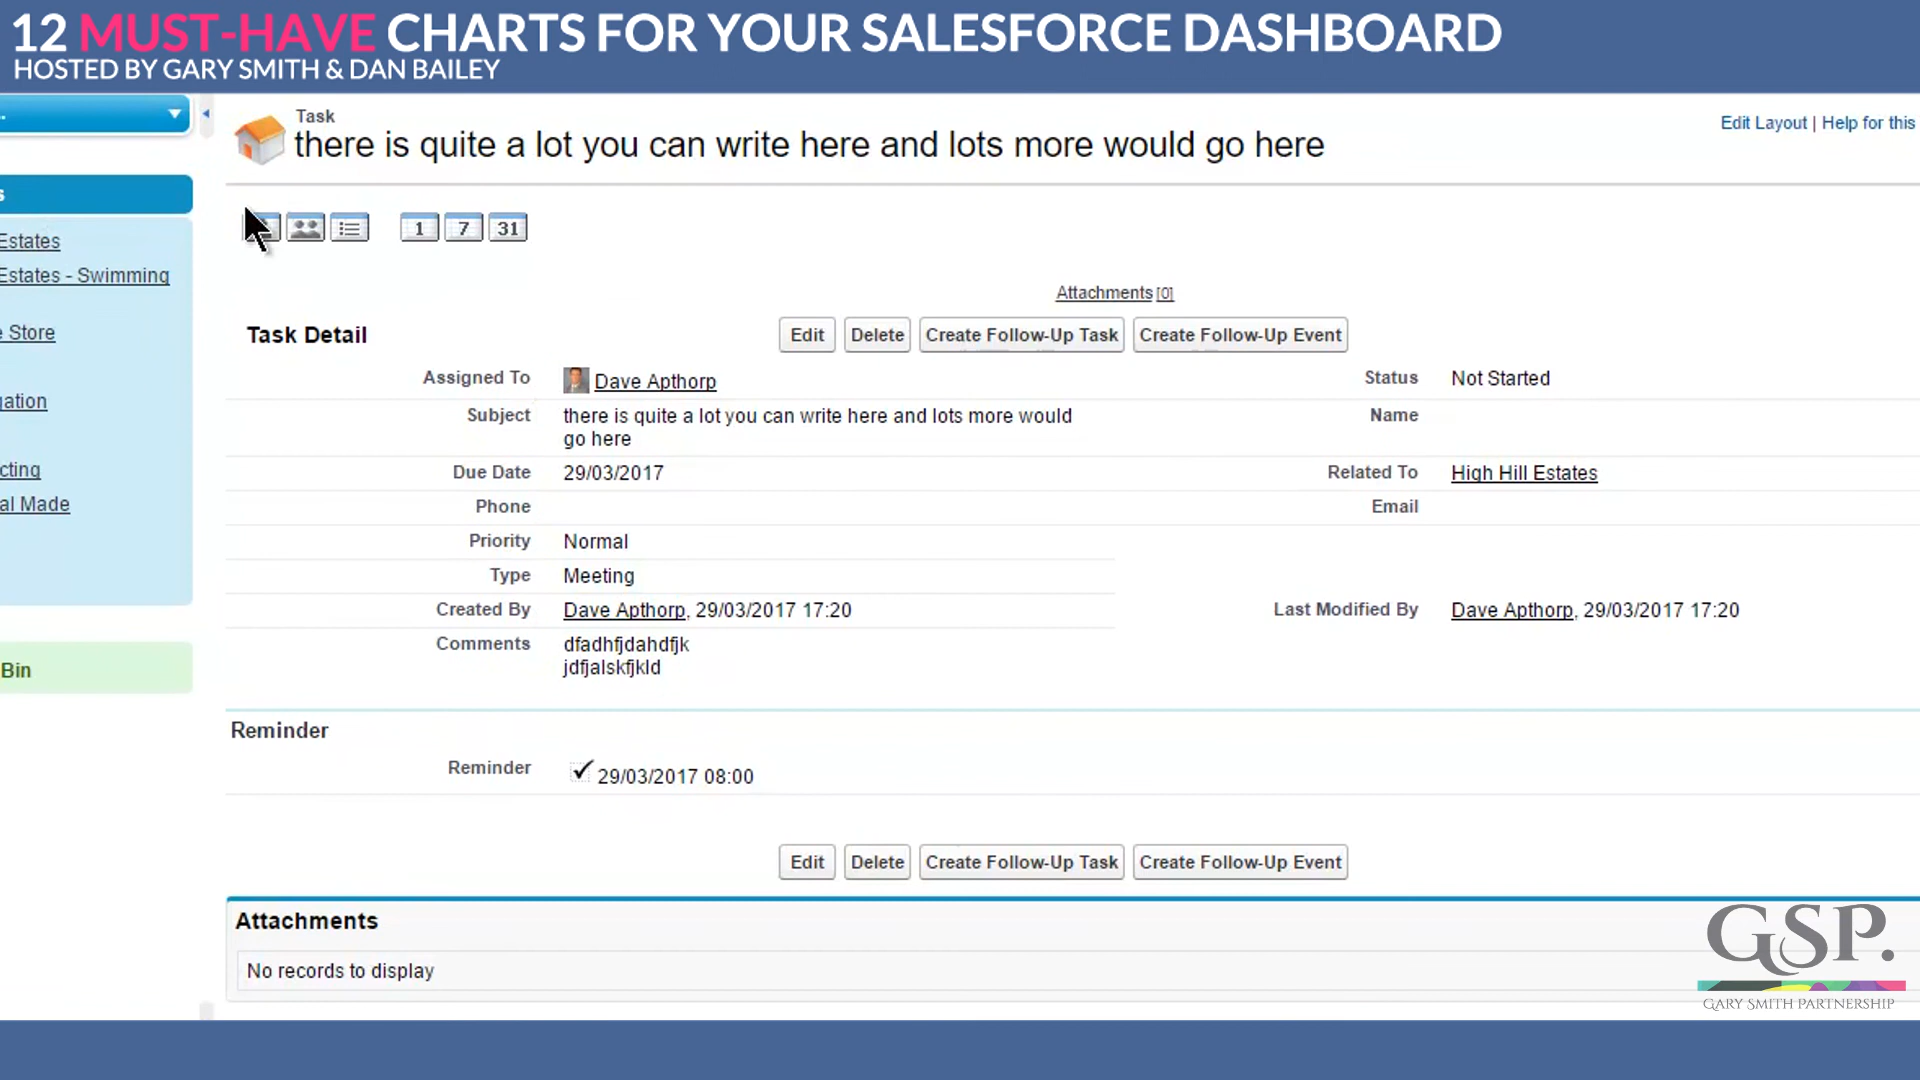 12 MUST-HAVE CHARTS FOR YOUR SALESFORCE DASHBOARD
HOSTED BY GARY SMITH & DAN BAILEY
Task
there is quite a lot you can write here and lots more would go here
Edit Layout | Help for this
s
Estates
Estates - Swimming
e Store
gation
cting
al Made
Bin
1 7 31
Attachments [0]
Task Detail
Edit Delete Create Follow-Up Task Create Follow-Up Event
Assigned To Dave Apthorp Status Not Started
Subject there is quite a lot you can write here and lots more would Name
go here
Due Date 29/03/2017 Related To High Hill Estates
Phone Email
Priority Normal
Type Meeting
Created By Dave Apthorp, 29/03/2017 17:20 Last Modified By Dave Apthorp, 29/03/2017 17:20
Comments dfadhfjdahdfjk
jdfjalskfjkld
Reminder
Reminder 29/03/2017 08:00
Edit Delete Create Follow-Up Task Create Follow-Up Event
Attachments
No records to display
GSP.
GARY SMITH PARTNERSHIP